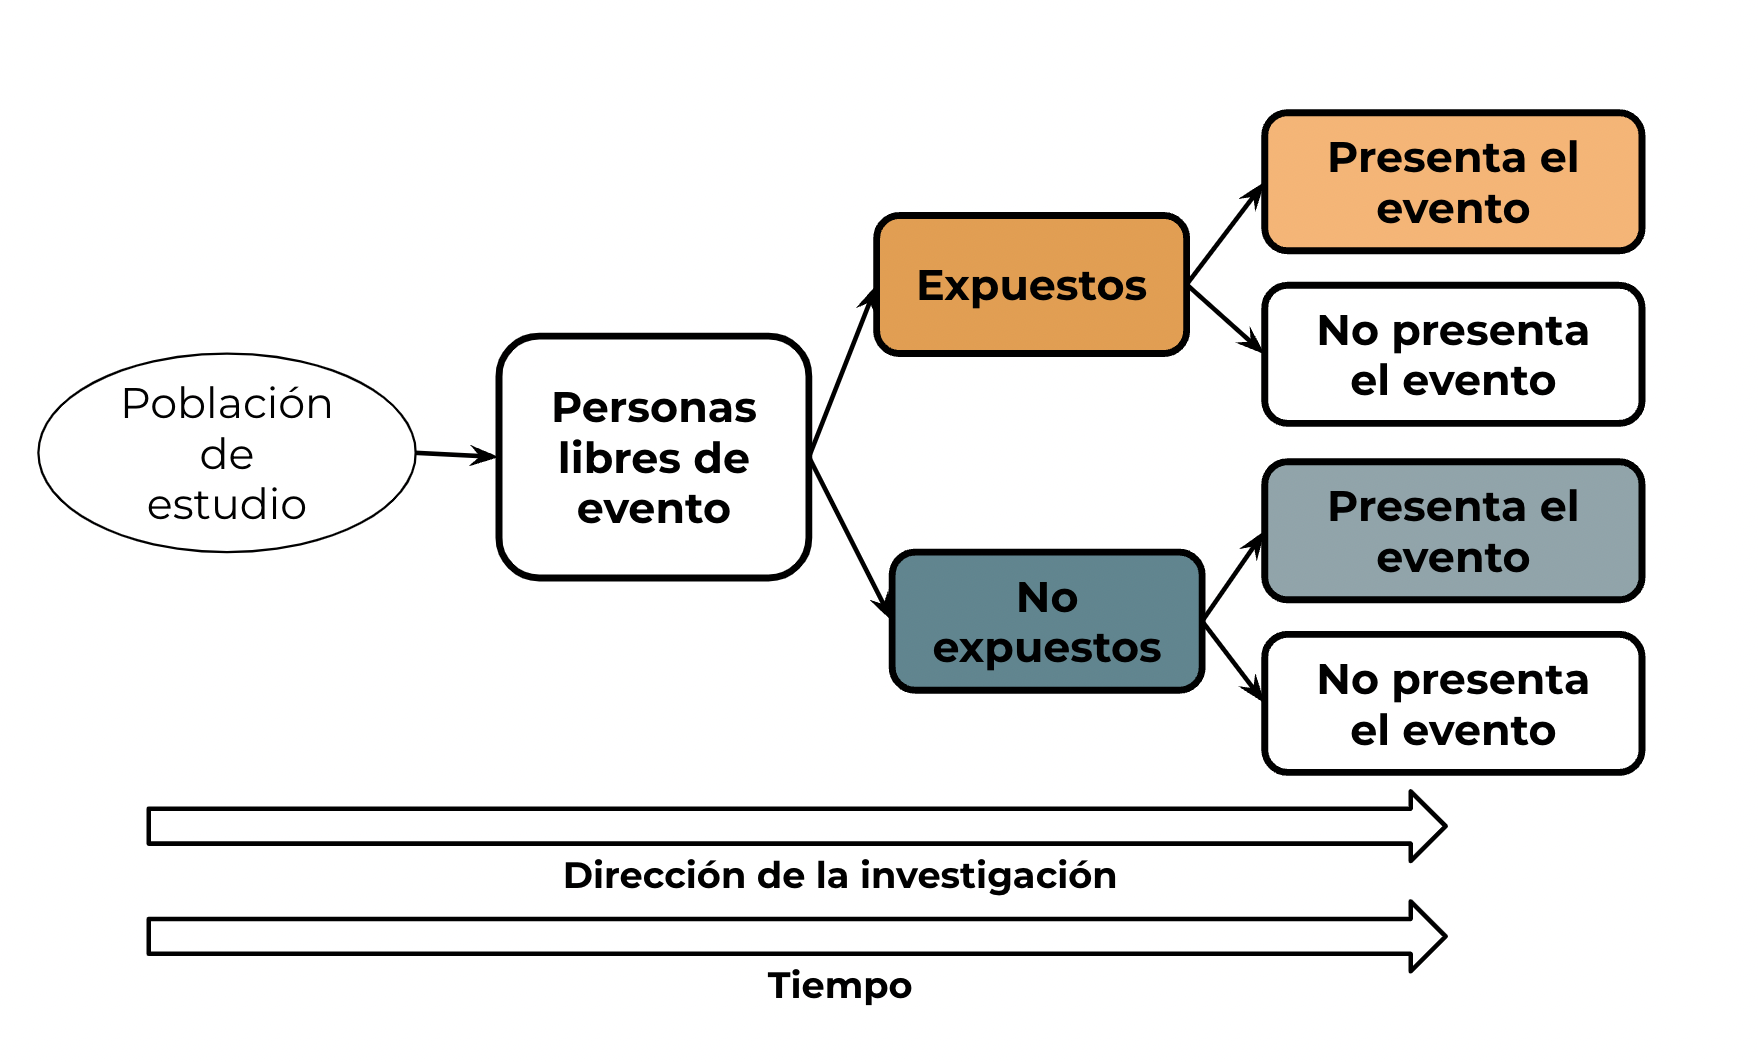 Población
de
estudio
Personas
libres de
evento
Expuestos
No
expuestos
Presenta el
evento
No presenta
el evento
Presenta el
evento
No presenta
el evento
Dirección de la investigación
Tiempo